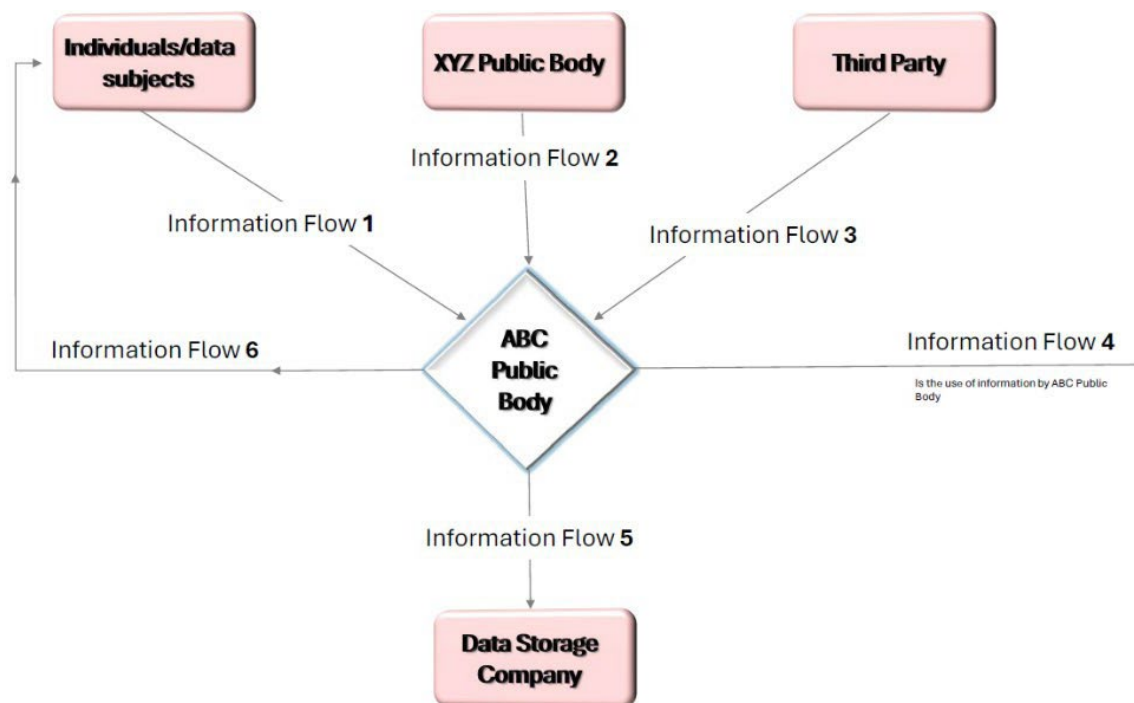 Individuals/data
subjects
XYZ Public Body
Third Party
Information Flow 2
Information Flow 1
Information Flow 3
ABC
Public
Body
Information Flow 6
Information Flow 4
Is the use of information by ABC Public
Body
Information Flow 5
Data Storage
Company